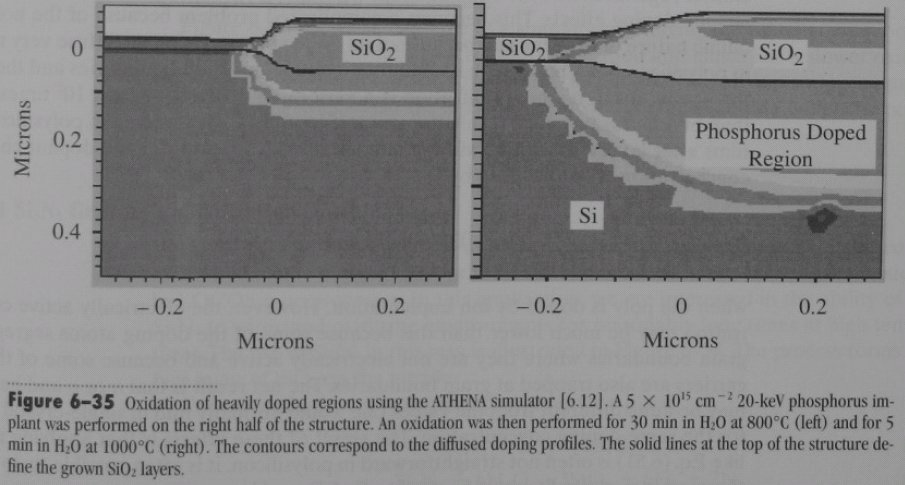 0
0.2
0.4
Microns
SiO₂
− 0.2
0
0.2
Microns
SiO₂
SiO₂
Phosphorus Doped
Region
Si
− 0.2
0
0.2
Microns
Figure 6–35 Oxidation of heavily doped regions using the ATHENA simulator [6.12]. A 5 × 10¹⁵ cm⁻² 20-keV phosphorus im-
plant was performed on the right half of the structure. An oxidation was then performed for 30 min in H₂O at 800°C (left) and for 5
min in H₂O at 1000°C (right). The contours correspond to the diffused doping profiles. The solid lines at the top of the structure de-
fine the grown SiO₂ layers.